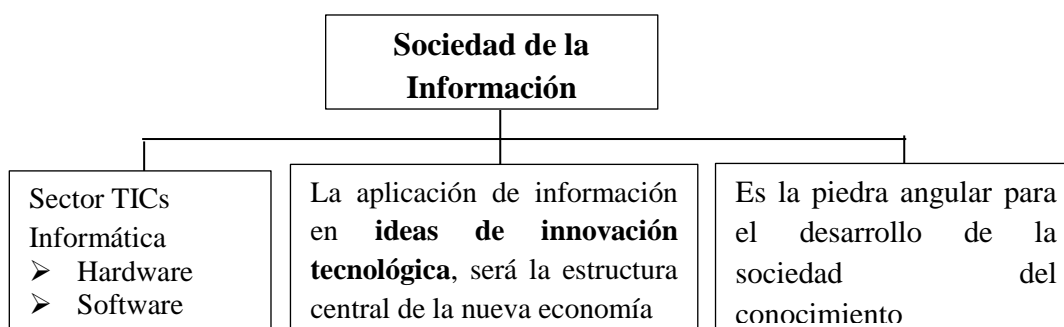 Sociedad de la
Información
Sector TICs
Informática
➢ Hardware
➢ Software
La aplicación de información
en ideas de innovación
tecnológica, será la estructura
central de la nueva economía
Es la piedra angular para
el desarrollo de la
sociedad del
conocimiento